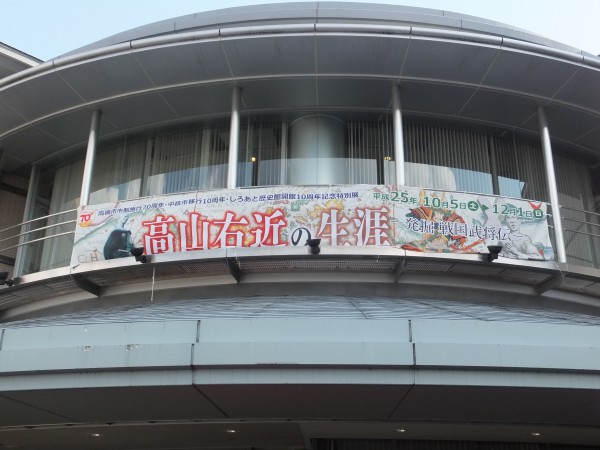 高槻市市制施行70周年・中核市移行10周年・しろあと歴史館開館10周年記念特別展
平成25年 10月5日土 ➔ 12月1日日
高山右近の生涯
発掘 戦国武将伝
70